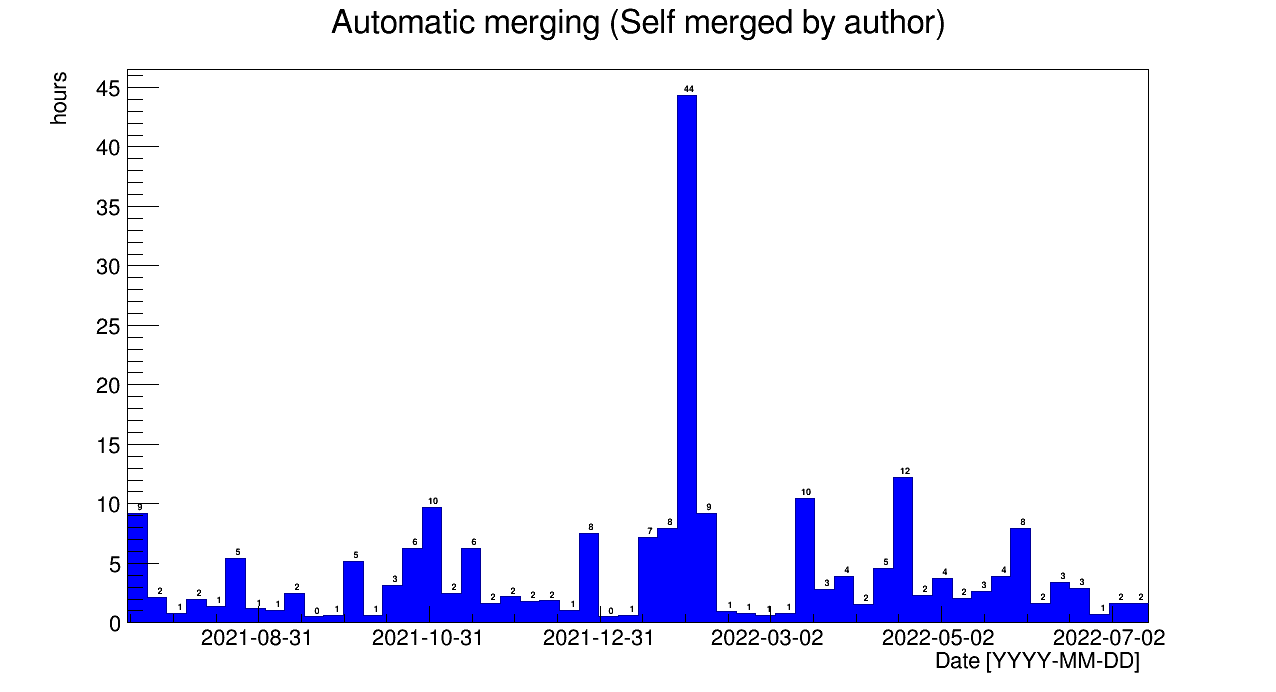 Automatic merging (Self merged by author)
hours
45
40
35
30
25
20
15
10
5
0
9 2 1 2 1 5 1 1 2 0 1 5 1 3 6 10 2 6 2 2 2 2 1 8 0 1 7 8 44 9 1 1 1 1 10 3 4 2 5 12 2 4 2 3 4 8 2 3 3 1 2 2
2021-08-31 2021-10-31 2021-12-31 2022-03-02 2022-05-02 2022-07-02
Date [YYYY-MM-DD]